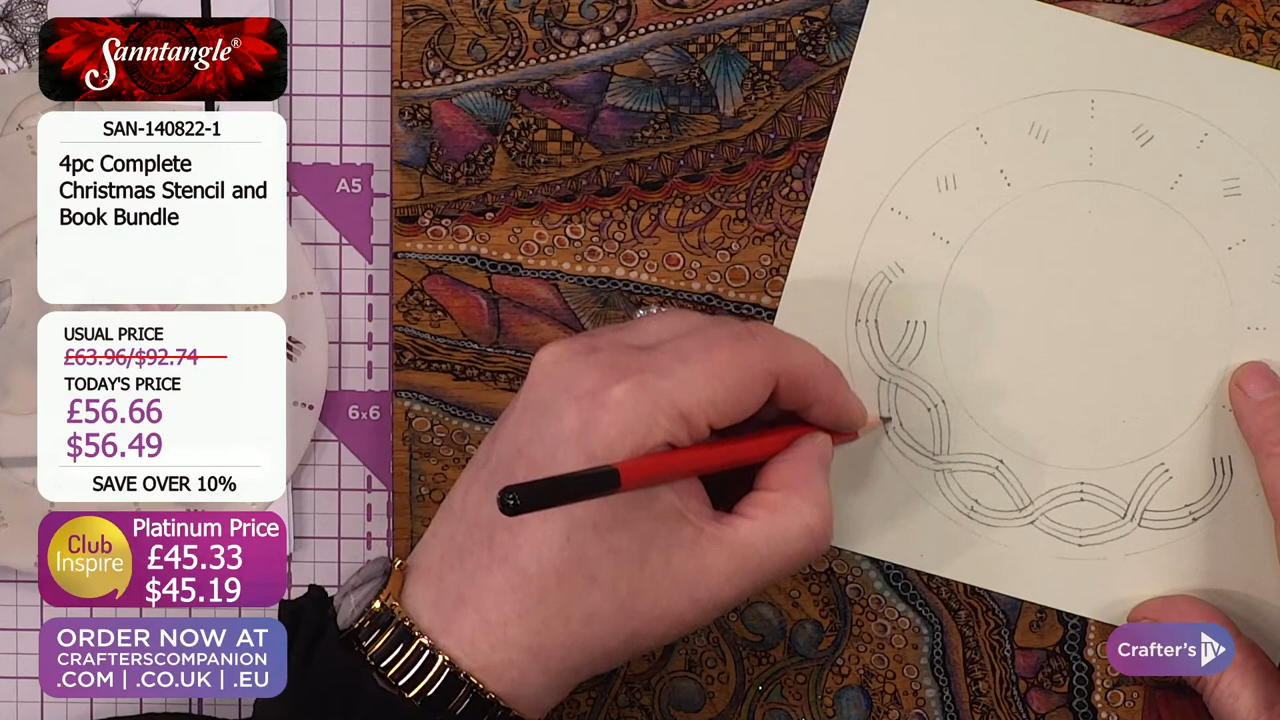 Sanntangle®
SAN-140822-1
4pc Complete
Christmas Stencil and
Book Bundle
USUAL PRICE
£63.96/$92.74
TODAY'S PRICE
£56.66
$56.49
SAVE OVER 10%
Club
Inspire
Platinum Price
£45.33
$45.19
ORDER NOW AT
CRAFTERSCOMPANION
.COM | .CO.UK | .EU
A5
6x6
Crafter's TV